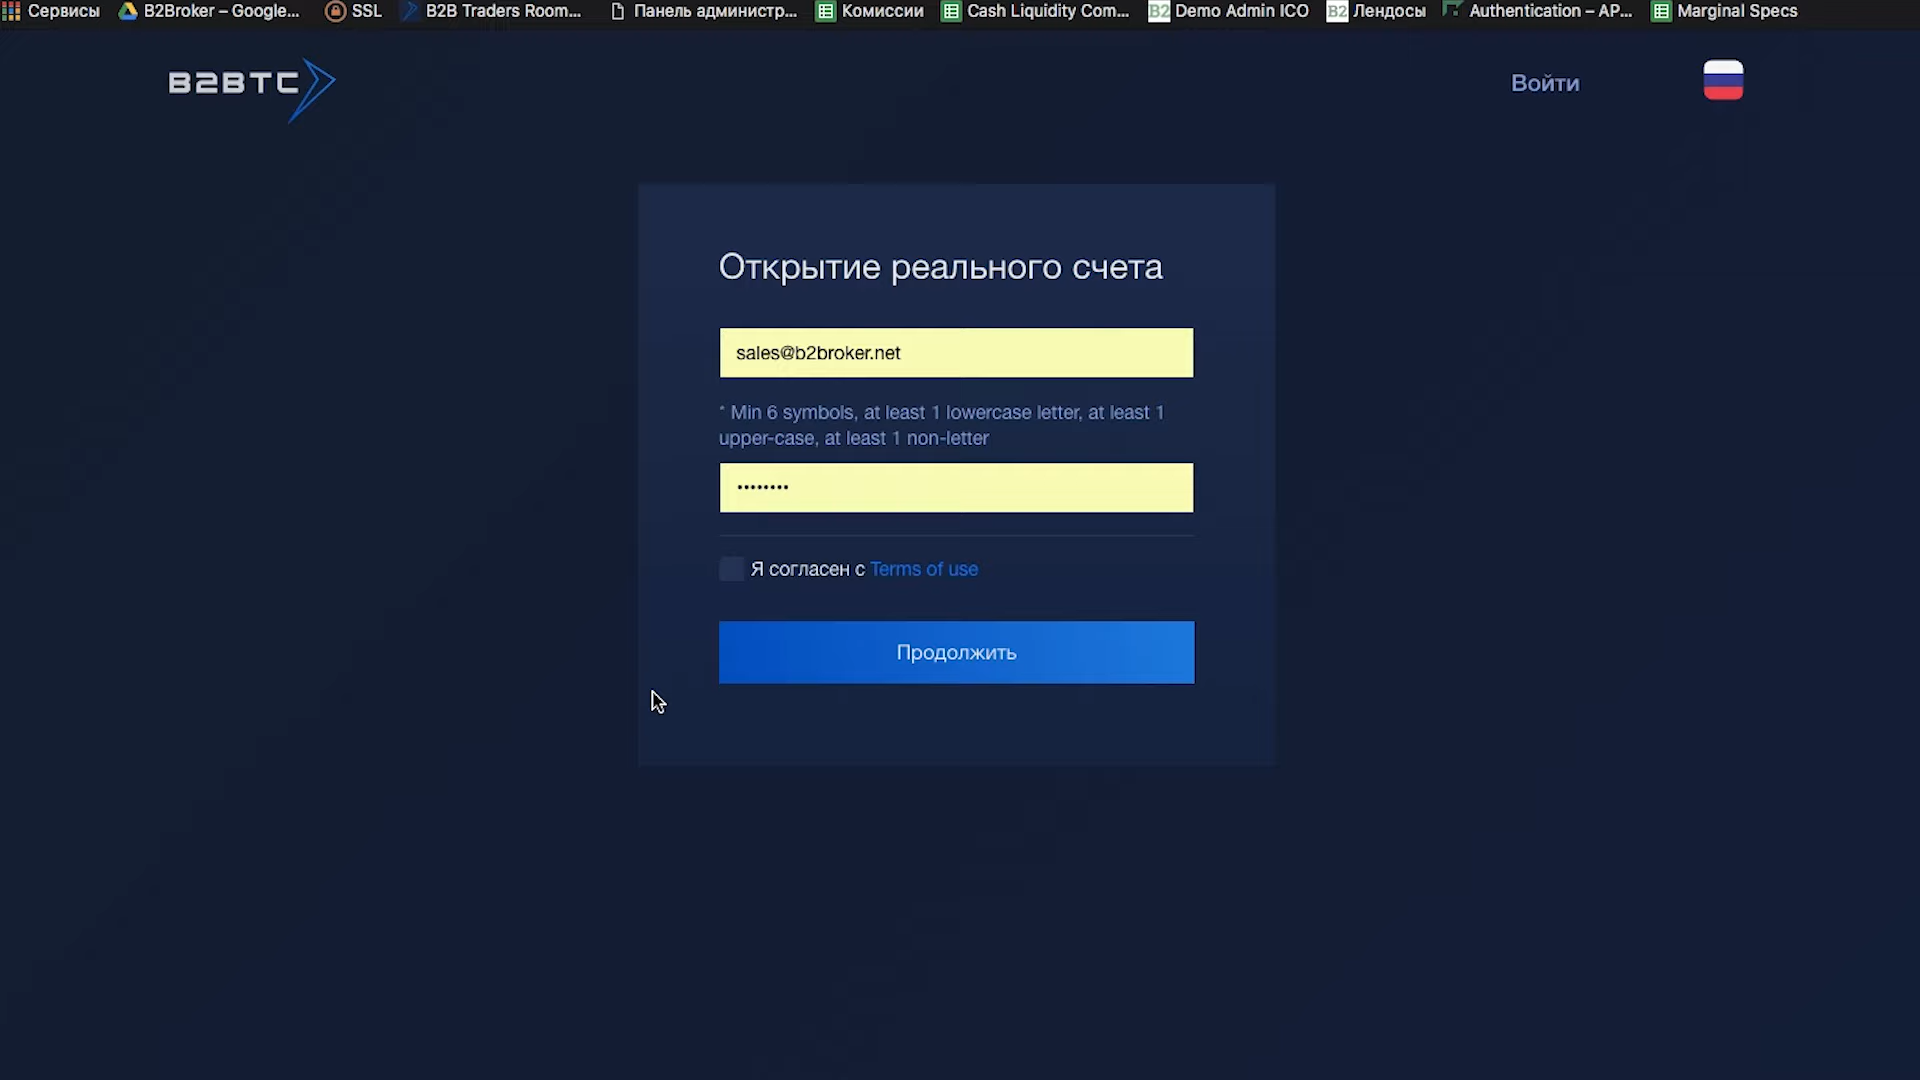 Сервисы B2Broker – Google... SSL B2B Traders Room... Панель администр... Комиссии Cash Liquidity Com... B2 Demo Admin ICO B2 Лендосы Authentication – AP... Marginal Specs
B2BTC Войти
Открытие реального счета
sales@b2broker.net
* Min 6 symbols, at least 1 lowercase letter, at least 1
upper-case, at least 1 non-letter
••••••••
Я согласен с Terms of use
Продолжить